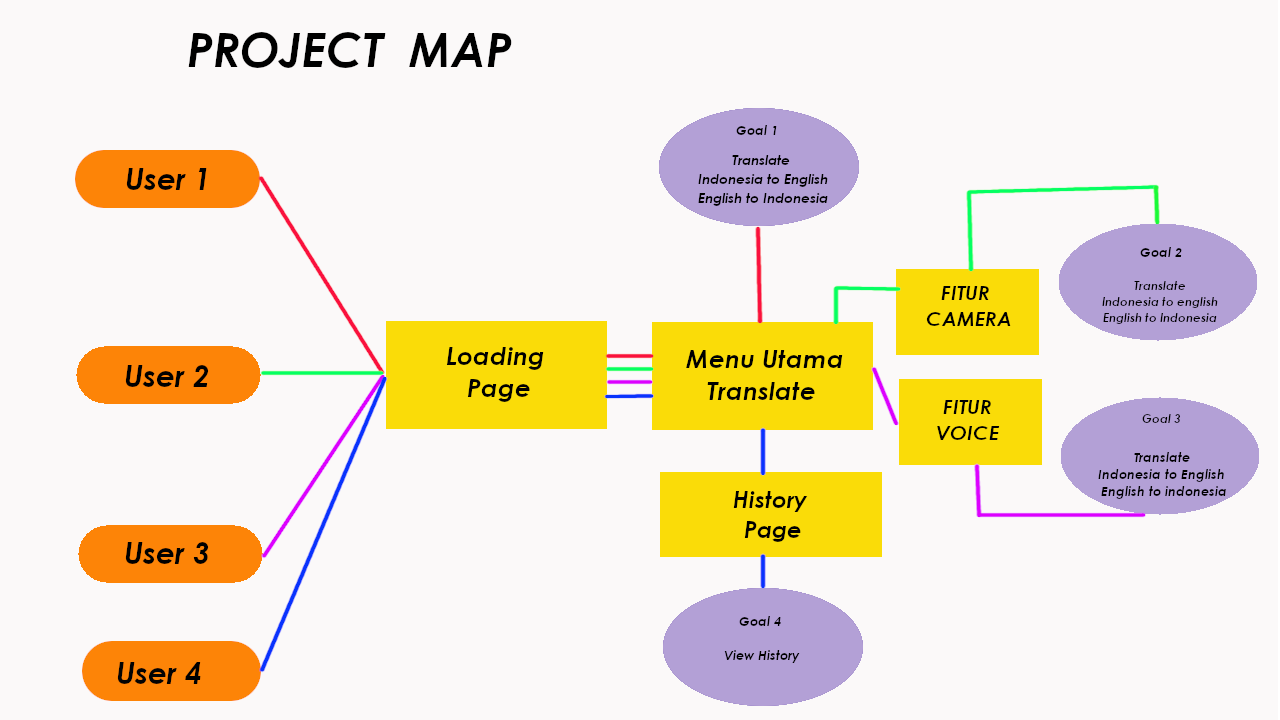 PROJECT MAP
User 1
User 2
User 3
User 4
Loading
Page
Menu Utama
Translate
Goal 1
Translate
Indonesia to English
English to Indonesia
FITUR
CAMERA
Goal 2
Translate
Indonesia to english
English to Indonesia
FITUR
VOICE
Goal 3
Translate
Indonesia to English
English to indonesia
History
Page
Goal 4
View History